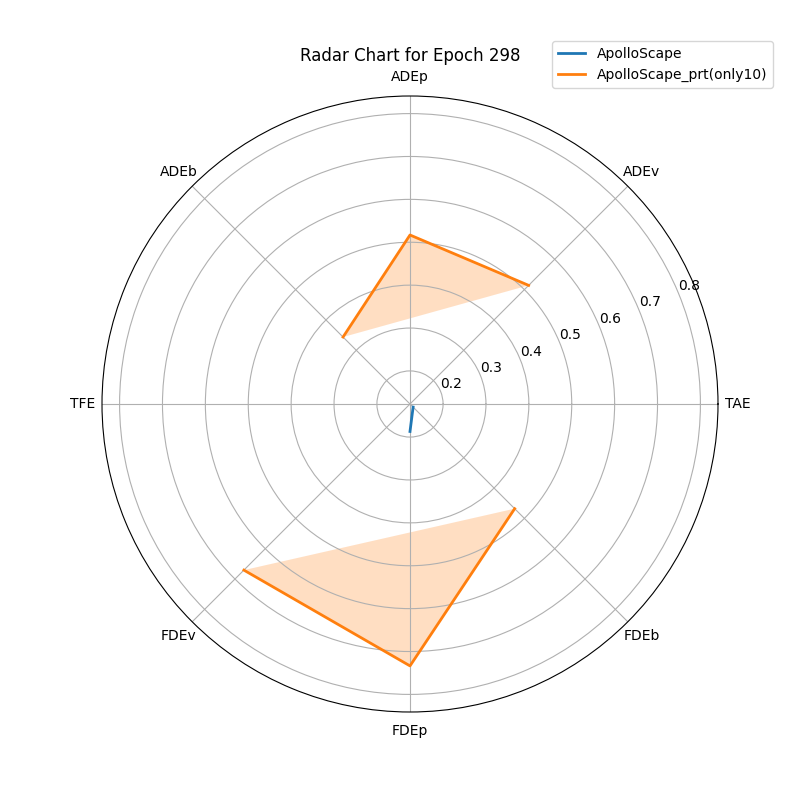 ApolloScape
ApolloScape_prt(only10)
Radar Chart for Epoch 298
ADEp
ADEb
ADEv
0.8
0.7
0.6
0.5
0.4
0.3
0.2
TFE
TAE
FDEv
FDEb
FDEp